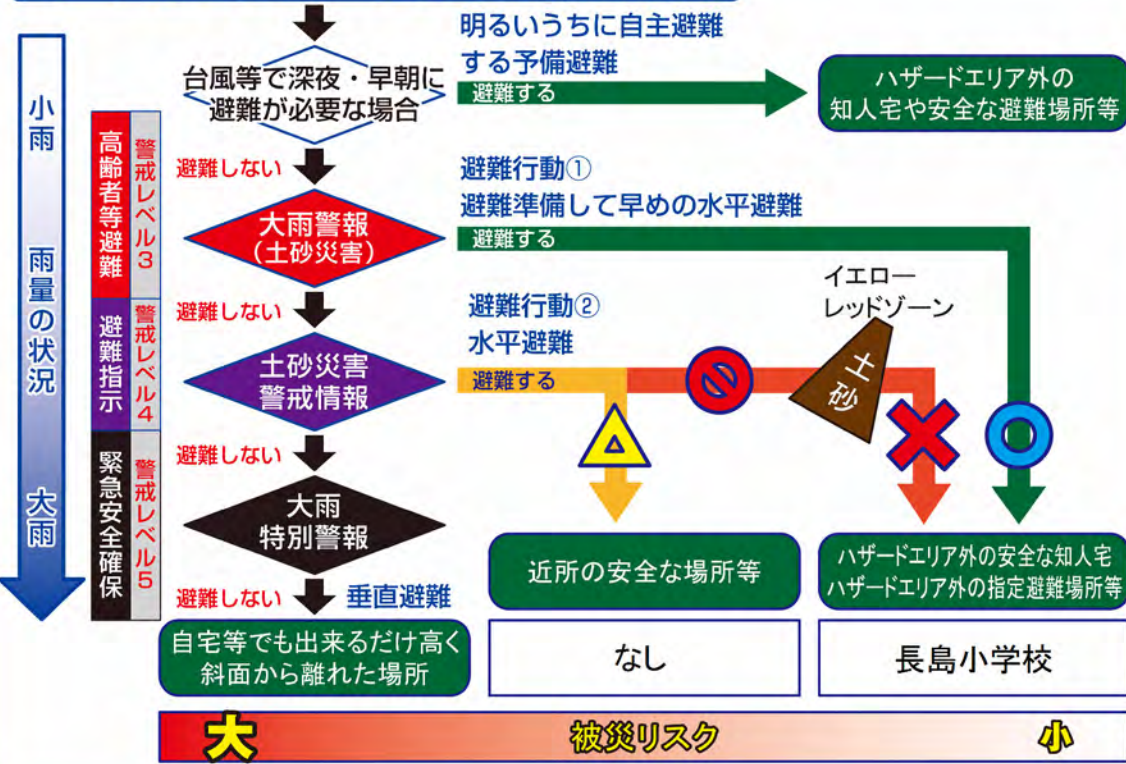 明るいうちに自主避難
する予備避難
台風等で深夜・早朝に
避難が必要な場合
避難する
ハザードエリア外の
知人宅や安全な避難場所等
小雨
雨量の状況
大雨
高齢者等避難
警戒レベル3
避難しない
避難行動①
避難準備して早めの水平避難
大雨警報
(土砂災害)
避難する
避難指示
警戒レベル4
避難しない
避難行動②
水平避難
イエロー
レッドゾーン
土砂災害
警戒情報
避難する
土砂
緊急安全確保
警戒レベル5
避難しない
大雨
特別警報
近所の安全な場所等
ハザードエリア外の安全な知人宅
ハザードエリア外の指定避難場所等
避難しない
垂直避難
自宅等でも出来るだけ高く
斜面から離れた場所
なし
長島小学校
大
被災リスク
小